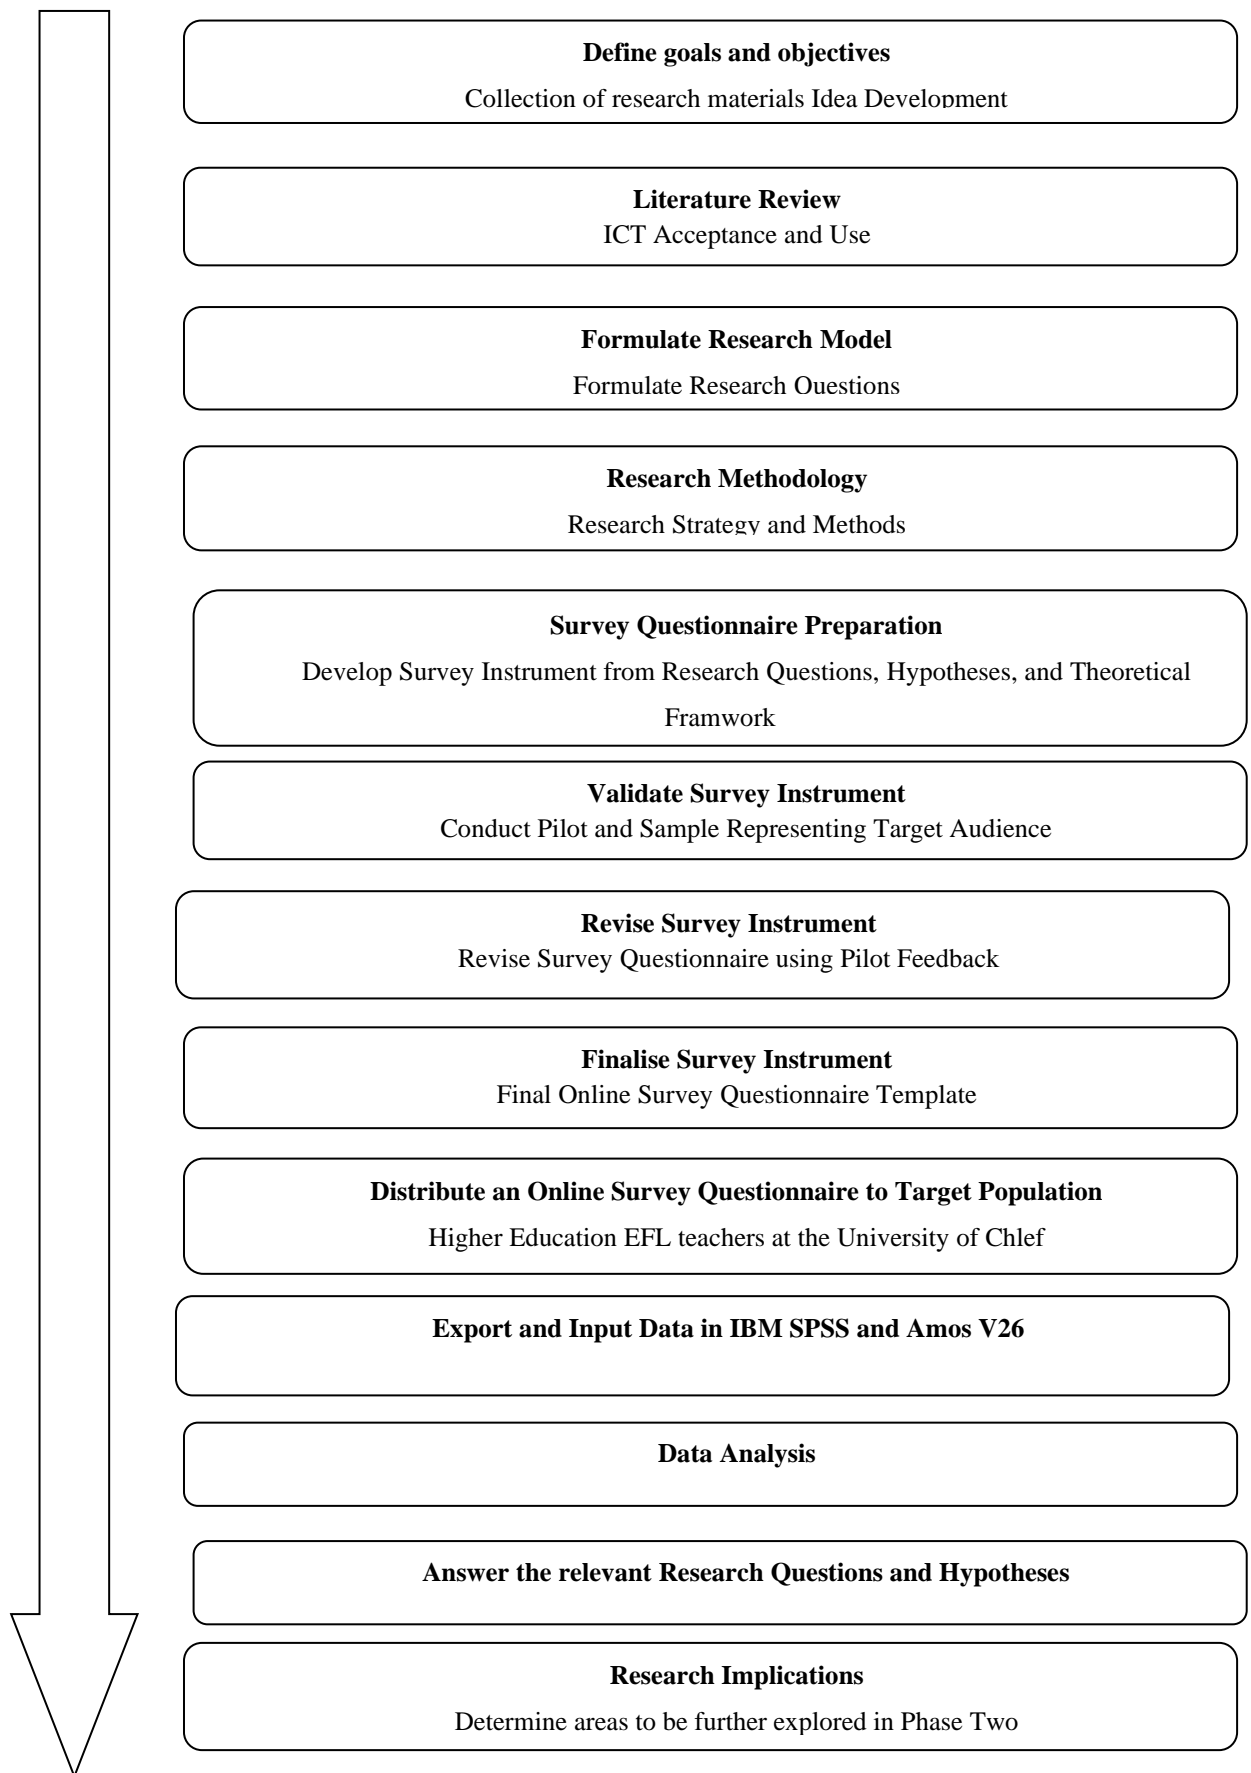 Define goals and objectives
Collection of research materials Idea Development
Literature Review
ICT Acceptance and Use
Formulate Research Model
Formulate Research Questions
Research Methodology
Research Strategy and Methods
Survey Questionnaire Preparation
Develop Survey Instrument from Research Questions, Hypotheses, and Theoretical
Framwork
Validate Survey Instrument
Conduct Pilot and Sample Representing Target Audience
Revise Survey Instrument
Revise Survey Questionnaire using Pilot Feedback
Finalise Survey Instrument
Final Online Survey Questionnaire Template
Distribute an Online Survey Questionnaire to Target Population
Higher Education EFL teachers at the University of Chlef
Export and Input Data in IBM SPSS and Amos V26
Data Analysis
Answer the relevant Research Questions and Hypotheses
Research Implications
Determine areas to be further explored in Phase Two